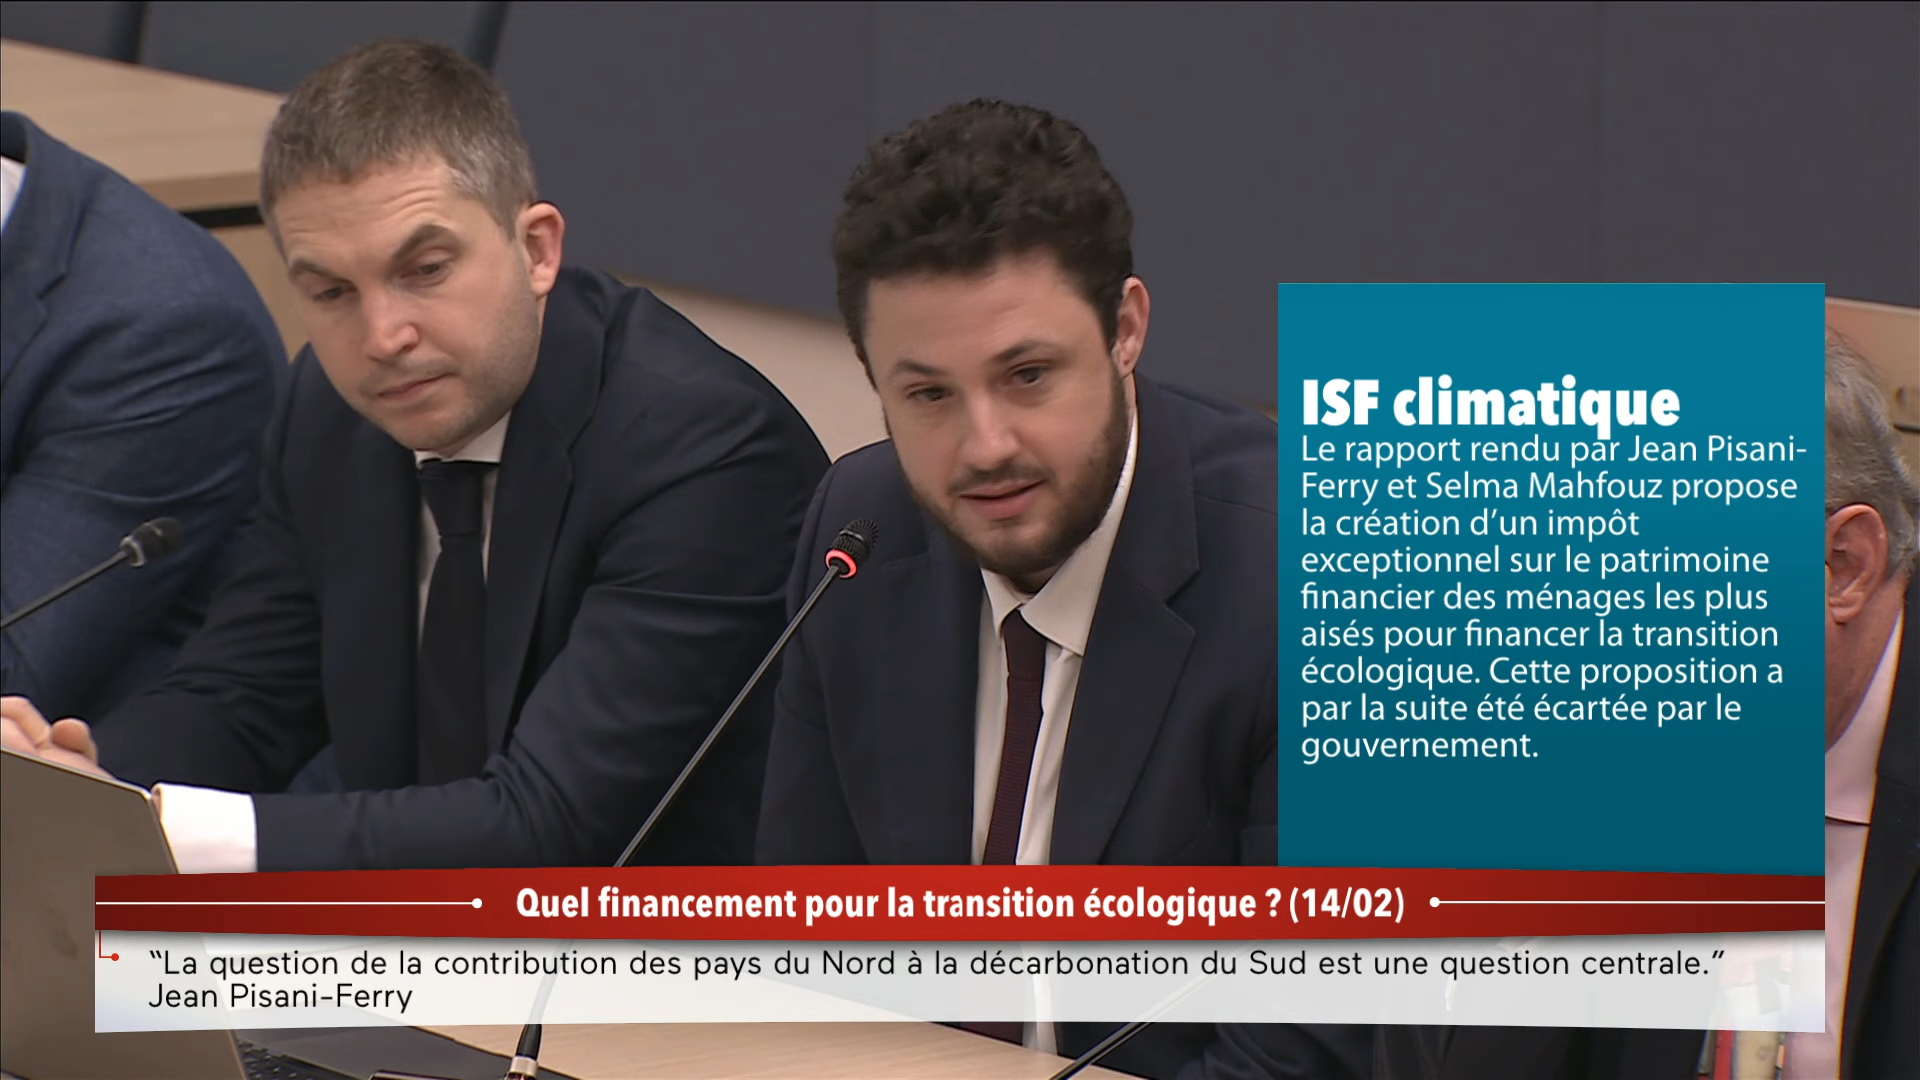 ISF climatique
Le rapport rendu par Jean Pisani-
Ferry et Selma Mahfouz propose
la création d’un impôt
exceptionnel sur le patrimoine
financier des ménages les plus
aisés pour financer la transition
écologique. Cette proposition a
par la suite été écartée par le
gouvernement.
Quel financement pour la transition écologique ? (14/02)
“La question de la contribution des pays du Nord à la décarbonation du Sud est une question centrale.”
Jean Pisani-Ferry